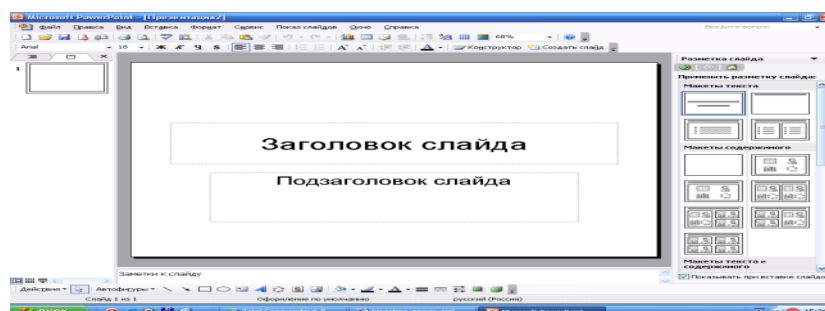 Microsoft PowerPoint - [Презентация2]
Файл Правка Вид Вставка Формат Сервис Показ слайдов Окно Справка
Введите вопрос
68%
Arial 18 Ж К Ч S Конструктор Создать слайд
Разметка слайда
Применить разметку слайда:
Макеты текста
1
Заголовок слайда
Подзаголовок слайда
Макеты содержимого
Макеты текста и содержимого
Заметки к слайду
Показывать при вставке слайдов
Действия Автофигуры
Слайд 1 из 1 Оформление по умолчанию русский (Россия)